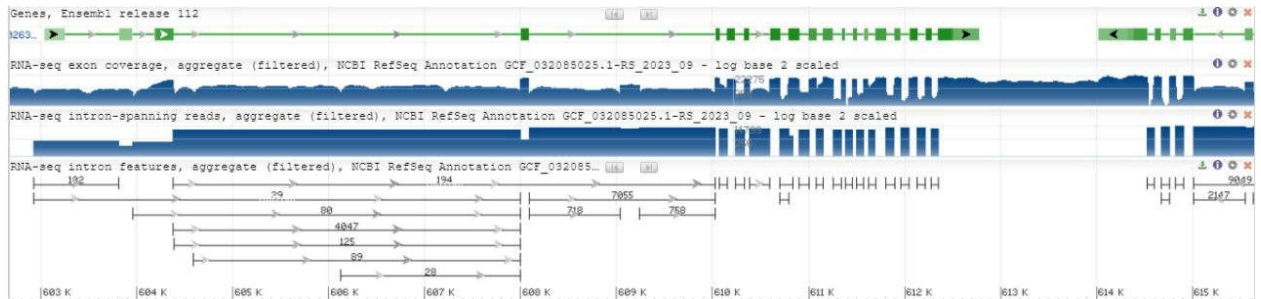 Genes, Ensembl release 112
RNA-seq exon coverage, aggregate (filtered), NCBI RefSeq Annotation GCF_032085025.1-RS_2023_09 - log base 2 scaled
RNA-seq intron-spanning reads, aggregate (filtered), NCBI RefSeq Annotation GCF_032085025.1-RS_2023_09 - log base 2 scaled
RNA-seq intron features, aggregate (filtered), NCBI RefSeq Annotation GCF_032085...
192 194 9049
29 7055 2147
80 718 758
4047
125
89
28
603 K 604 K 605 K 606 K 607 K 608 K 609 K 610 K 611 K 612 K 613 K 614 K 615 K